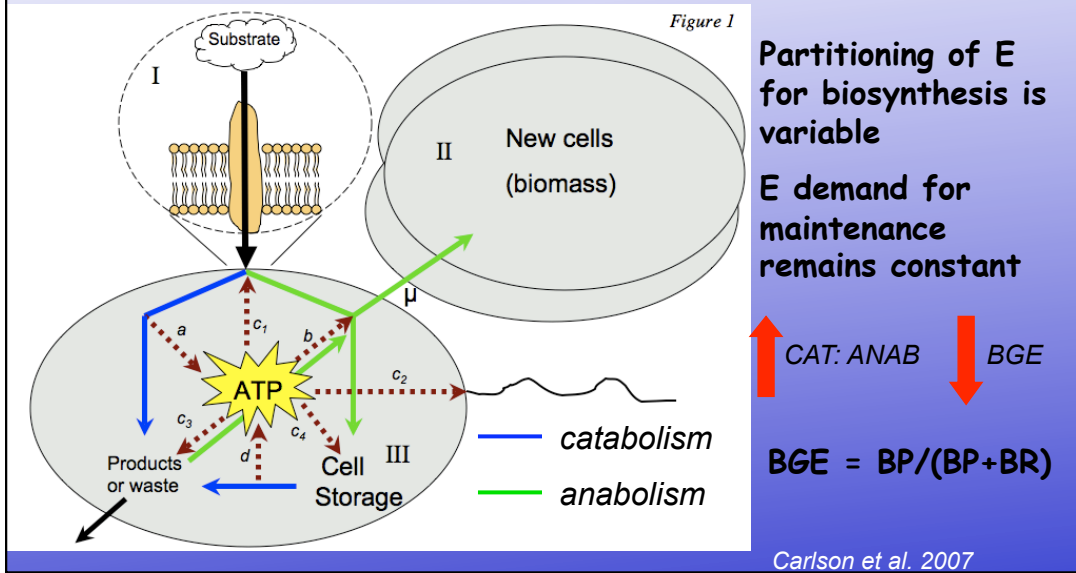 Figure 1
Substrate
I
II
New cells
(biomass)
μ
a
c1
b
c2
ATP
c3
c4
d
III
Products
or waste
Cell
Storage
catabolism
anabolism
Partitioning of E
for biosynthesis is
variable
E demand for
maintenance
remains constant
CAT: ANAB
BGE
BGE = BP/(BP+BR)
Carlson et al. 2007